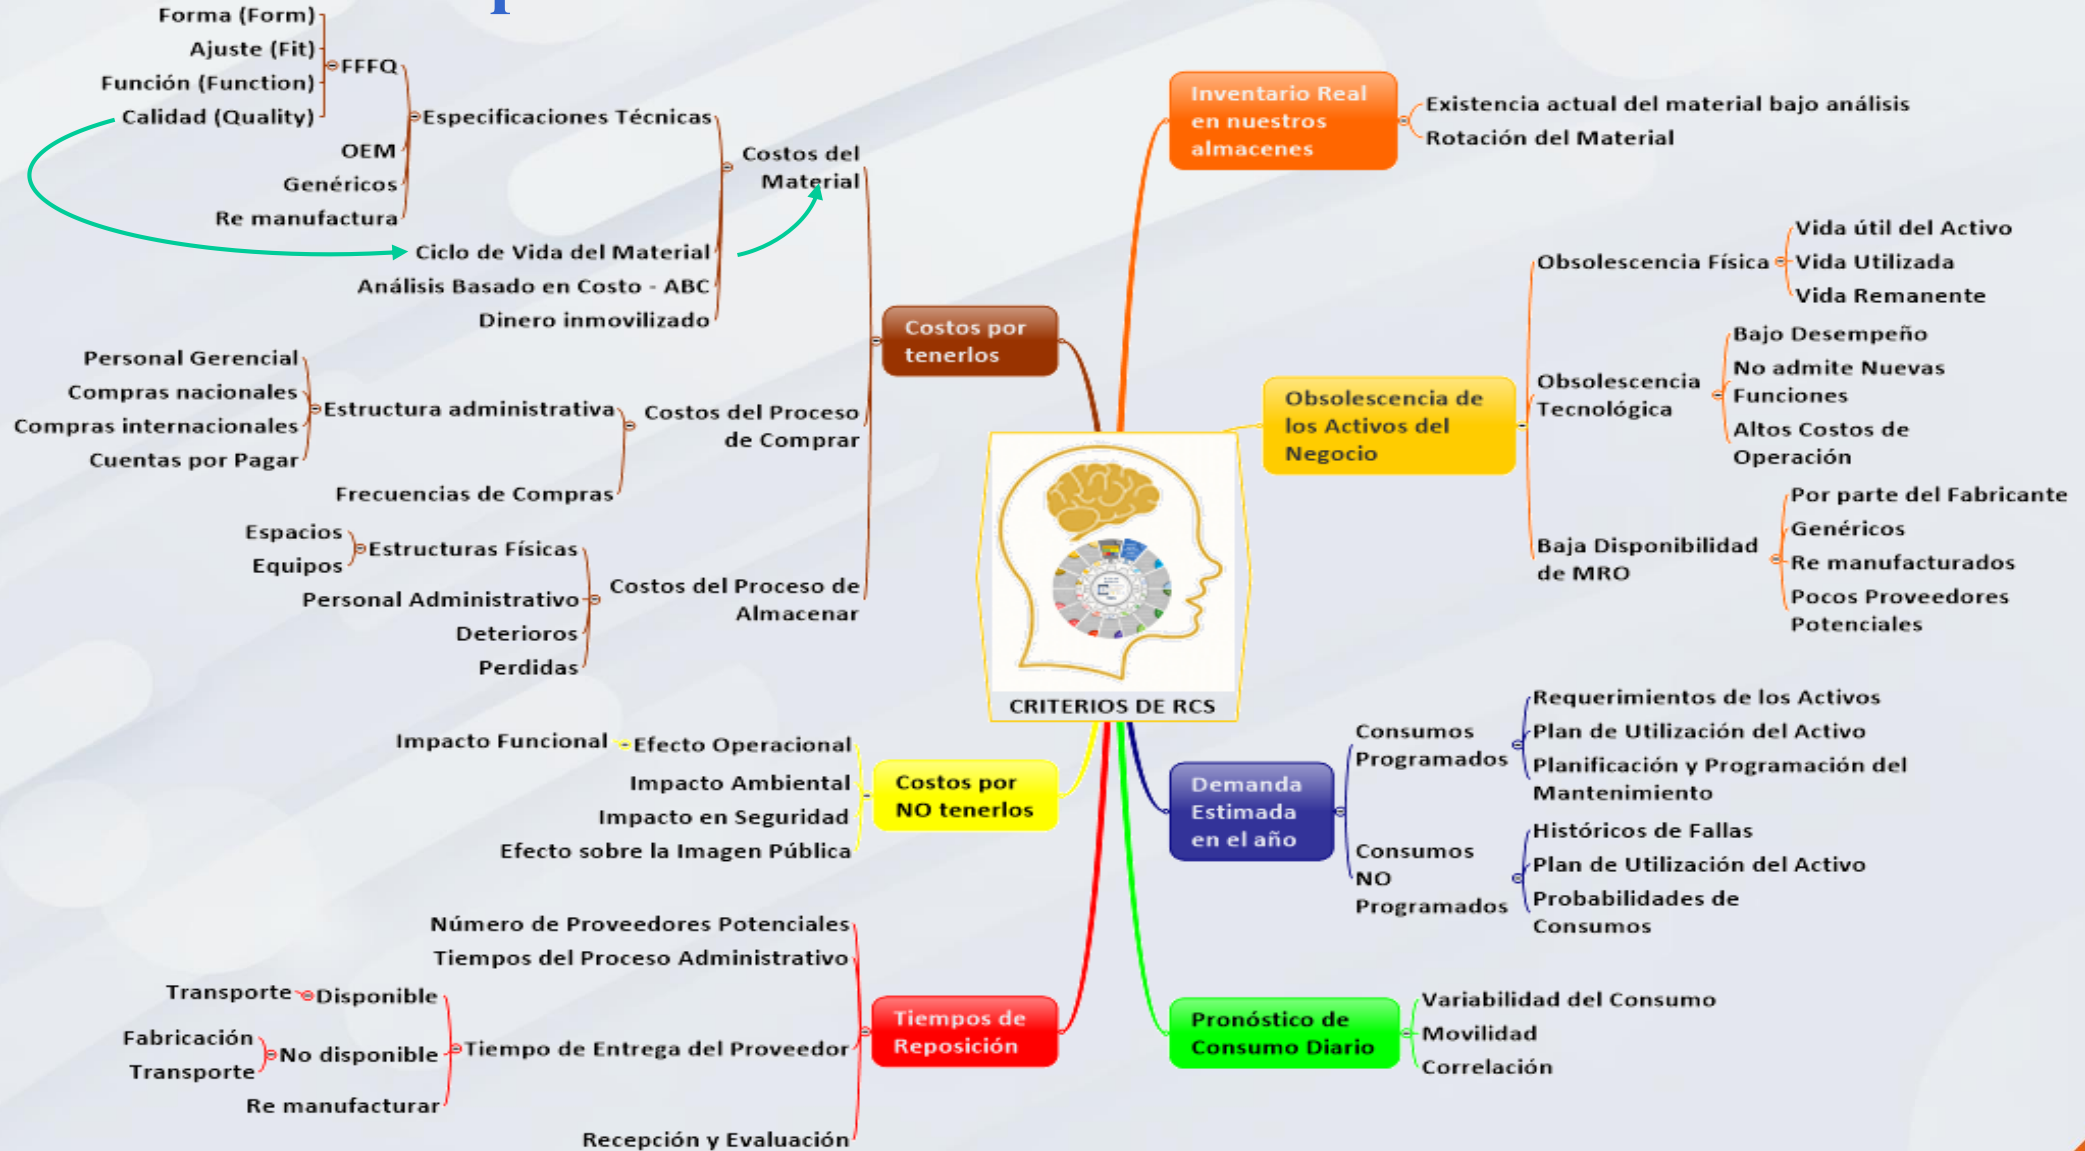 Forma (Form)
Ajuste (Fit)
Función (Function)
Calidad (Quality)
FFFQ
OEM
Genéricos
Re manufactura
Especificaciones Técnicas
Ciclo de Vida del Material
Análisis Basado en Costo - ABC
Dinero inmovilizado
Costos del
Material
Personal Gerencial
Compras nacionales
Compras internacionales
Cuentas por Pagar
Estructura administrativa
Frecuencias de Compras
Costos del Proceso
de Comprar
Espacios
Equipos
Estructuras Físicas
Personal Administrativo
Deterioros
Perdidas
Costos del Proceso de
Almacenar
Costos por
tenerlos
Impacto Funcional
Efecto Operacional
Impacto Ambiental
Impacto en Seguridad
Efecto sobre la Imagen Pública
Costos por
NO tenerlos
Número de Proveedores Potenciales
Tiempos del Proceso Administrativo
Transporte
Disponible
Fabricación
Transporte
No disponible
Re manufacturar
Tiempo de Entrega del Proveedor
Recepción y Evaluación
Tiempos de
Reposición
CRITERIOS DE RCS
Inventario Real
en nuestros
almacenes
Existencia actual del material bajo análisis
Rotación del Material
Obsolescencia de
los Activos del
Negocio
Obsolescencia Física
Vida útil del Activo
Vida Utilizada
Vida Remanente
Obsolescencia
Tecnológica
Bajo Desempeño
No admite Nuevas
Funciones
Altos Costos de
Operación
Baja Disponibilidad
de MRO
Por parte del Fabricante
Genéricos
Re manufacturados
Pocos Proveedores
Potenciales
Demanda
Estimada
en el año
Consumos
Programados
Requerimientos de los Activos
Plan de Utilización del Activo
Planificación y Programación del
Mantenimiento
Consumos
NO
Programados
Históricos de Fallas
Plan de Utilización del Activo
Probabilidades de
Consumos
Pronóstico de
Consumo Diario
Variabilidad del Consumo
Movilidad
Correlación